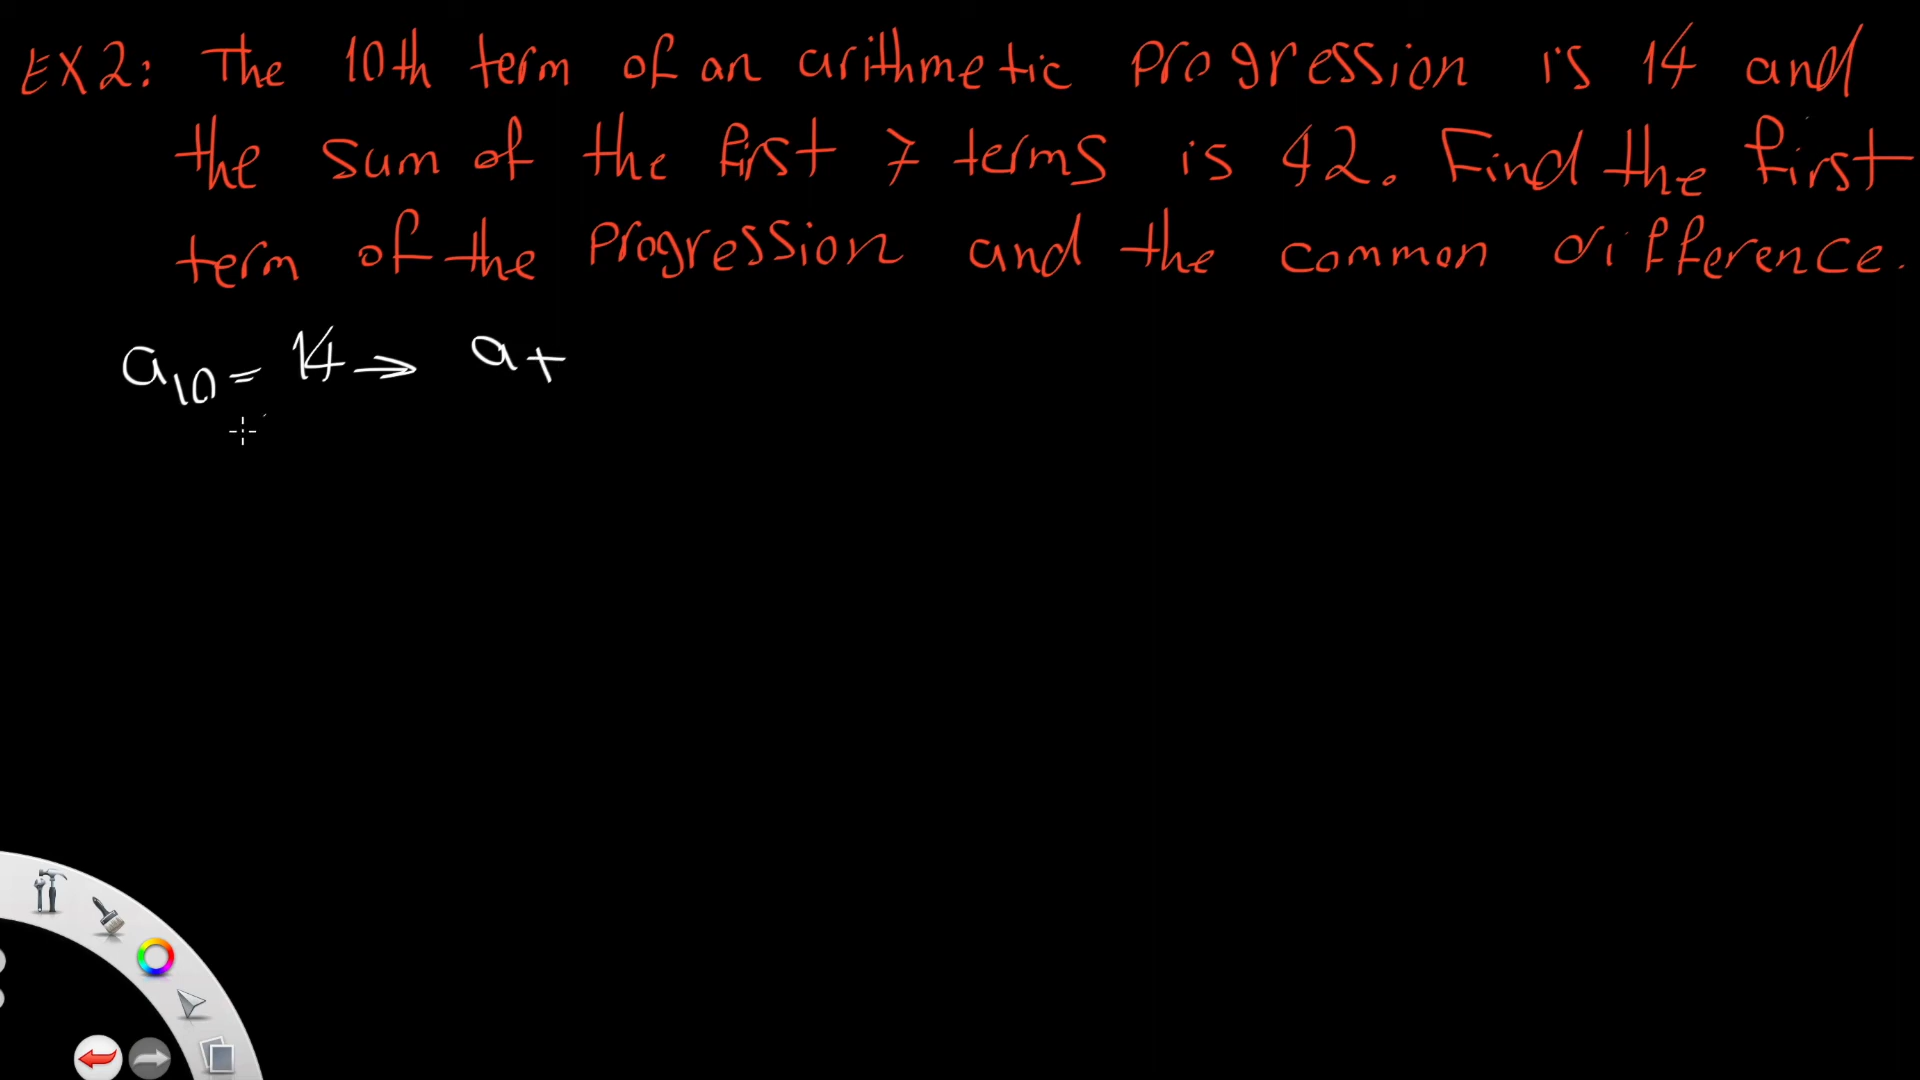 EX2: The 10th term of an arithmetic progression is 14 and
the sum of the first 7 terms is 42. Find the first
term of the progression and the common difference.
a₁₀ = 14 ⇒ a +